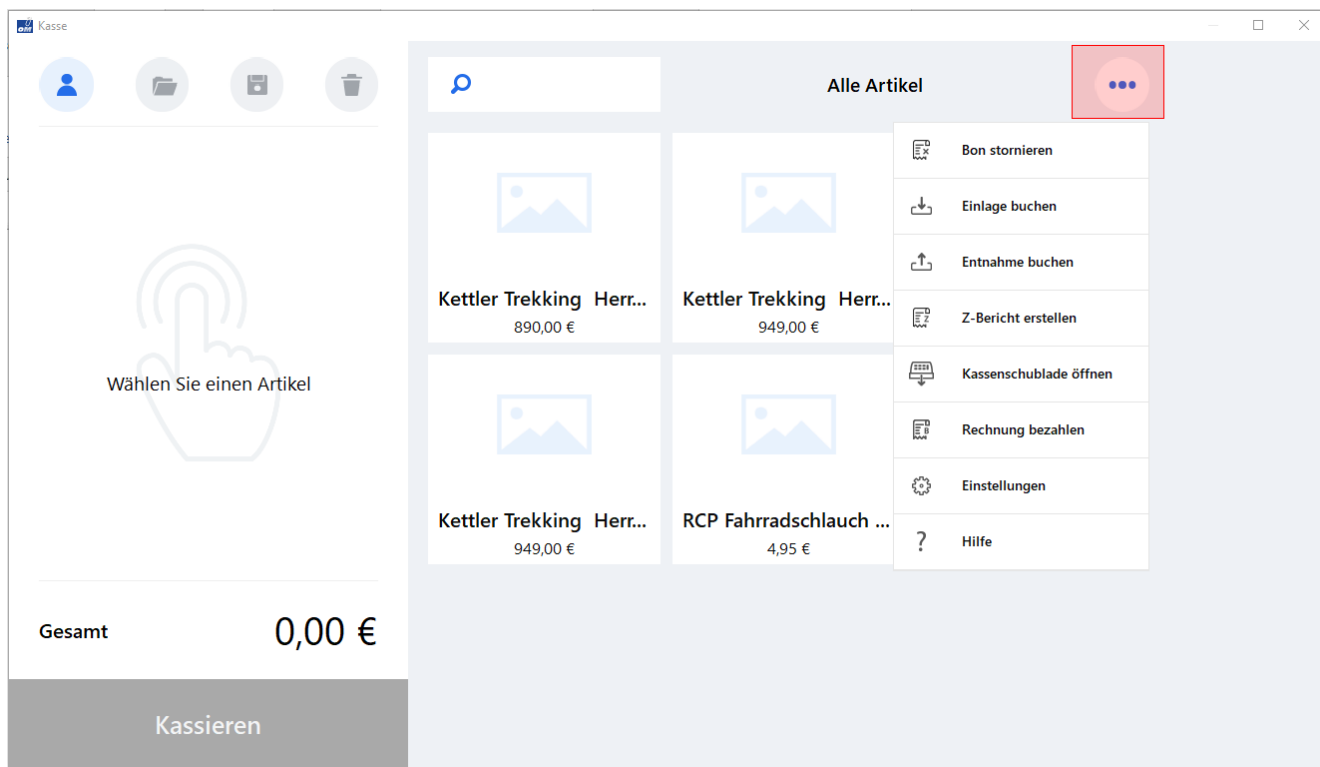 Kasse
Alle Artikel
Bon stornieren
Einlage buchen
Entnahme buchen
Z-Bericht erstellen
Kassenschublade öffnen
Rechnung bezahlen
Einstellungen
? Hilfe
Kettler Trekking Herr...
890,00 €
Kettler Trekking Herr...
949,00 €
Kettler Trekking Herr...
949,00 €
RCP Fahrradschlauch ...
4,95 €
Wählen Sie einen Artikel
Gesamt 0,00 €
Kassieren